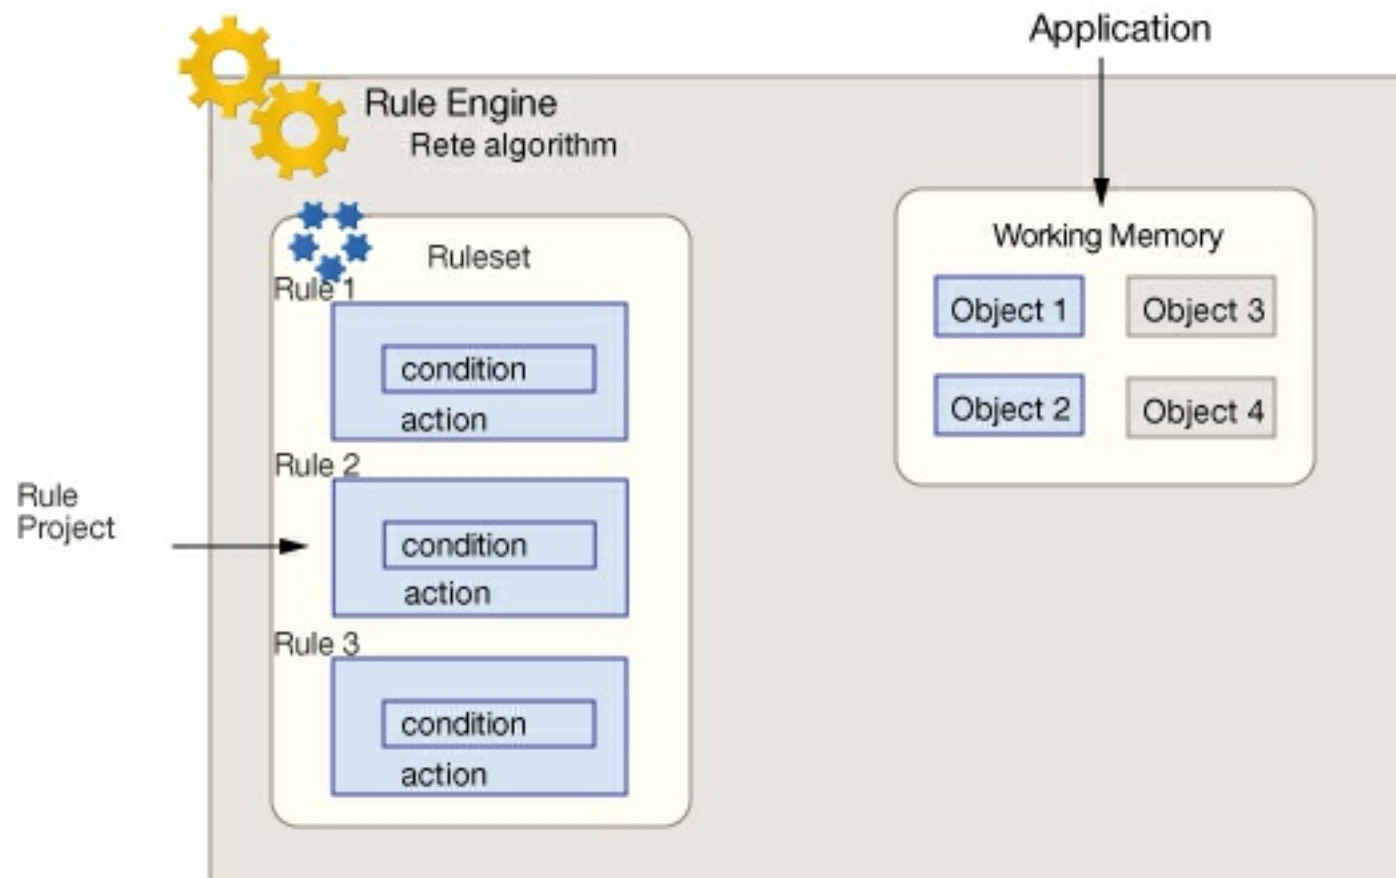 Application
Rule Engine
Rete algorithm
Ruleset
Rule 1
condition
action
Rule 2
condition
action
Rule 3
condition
action
Rule
Project
Working Memory
Object 1
Object 3
Object 2
Object 4